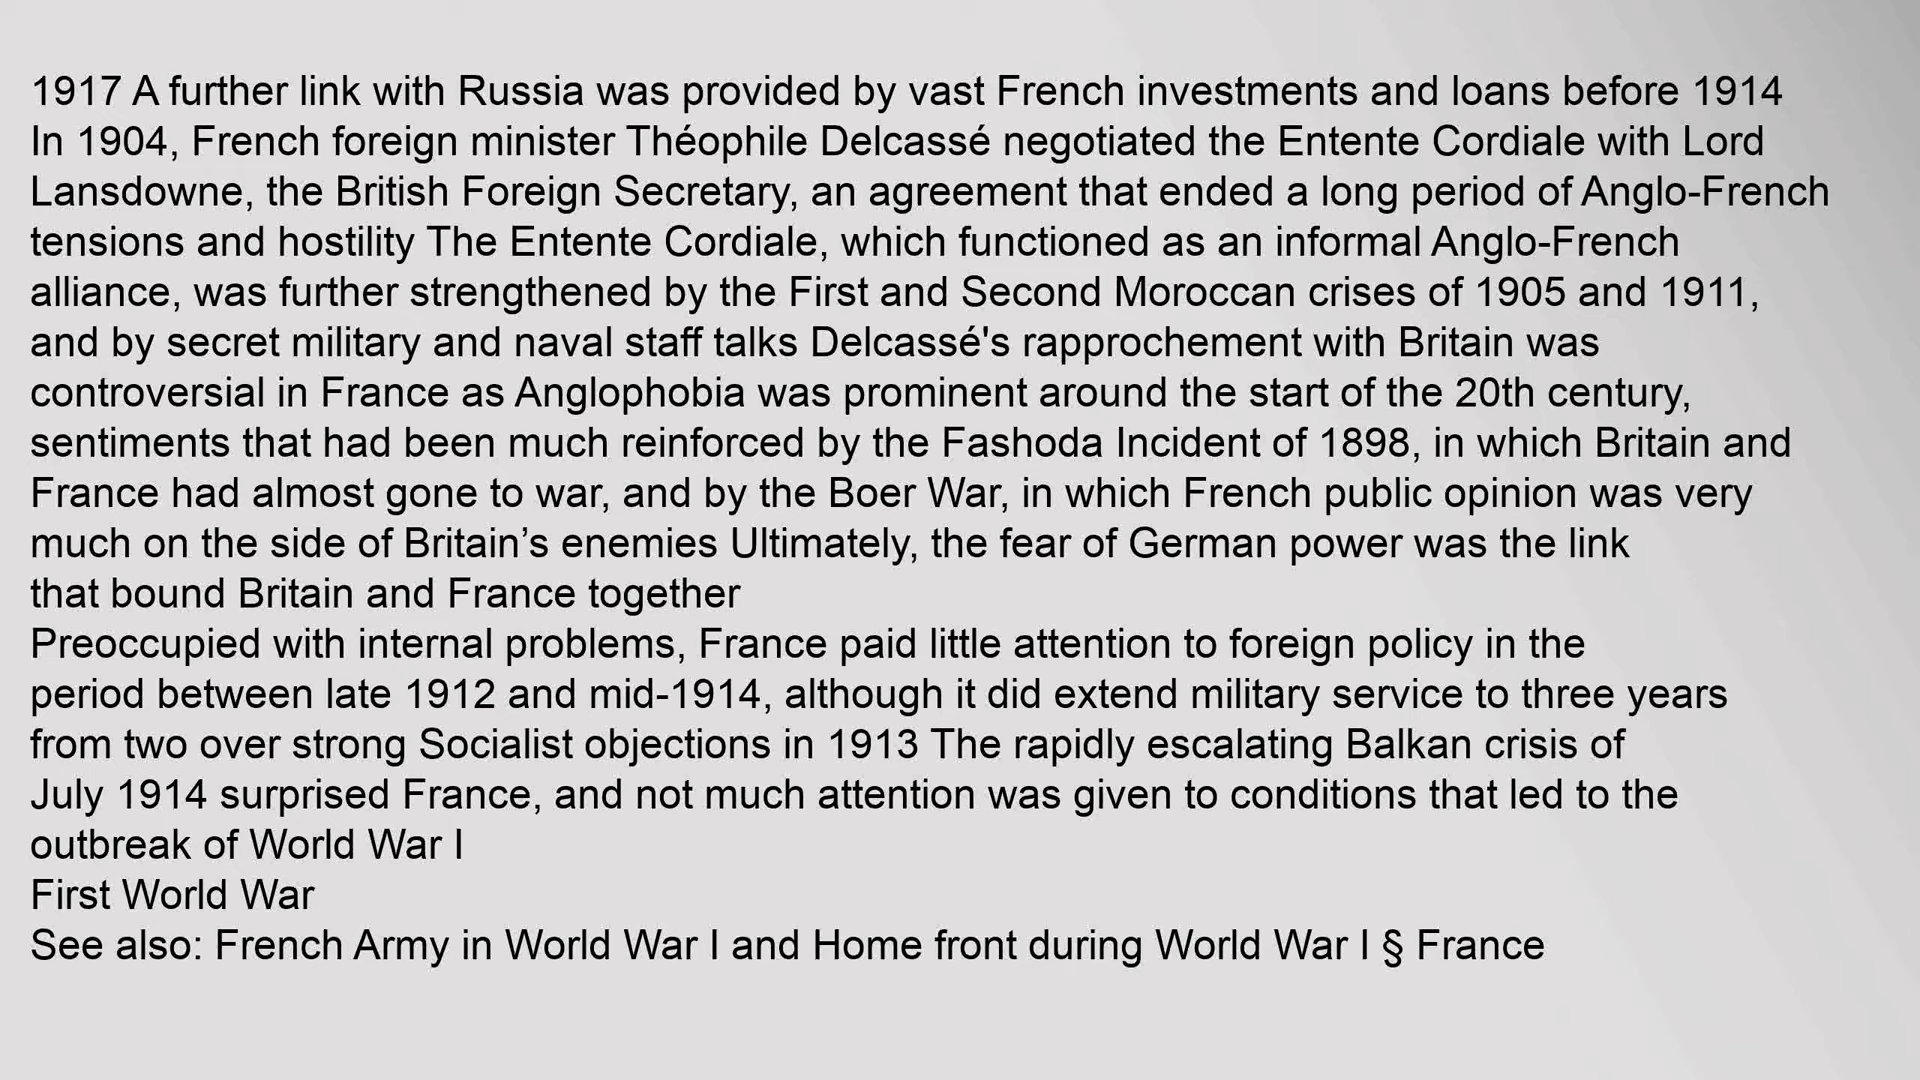 1917 A further link with Russia was provided by vast French investments and loans before 1914
In 1904, French foreign minister Théophile Delcassé negotiated the Entente Cordiale with Lord
Lansdowne, the British Foreign Secretary, an agreement that ended a long period of Anglo-French
tensions and hostility The Entente Cordiale, which functioned as an informal Anglo-French
alliance, was further strengthened by the First and Second Moroccan crises of 1905 and 1911,
and by secret military and naval staff talks Delcassé's rapprochement with Britain was
controversial in France as Anglophobia was prominent around the start of the 20th century,
sentiments that had been much reinforced by the Fashoda Incident of 1898, in which Britain and
France had almost gone to war, and by the Boer War, in which French public opinion was very
much on the side of Britain’s enemies Ultimately, the fear of German power was the link
that bound Britain and France together
Preoccupied with internal problems, France paid little attention to foreign policy in the
period between late 1912 and mid-1914, although it did extend military service to three years
from two over strong Socialist objections in 1913 The rapidly escalating Balkan crisis of
July 1914 surprised France, and not much attention was given to conditions that led to the
outbreak of World War I
First World War
See also: French Army in World War I and Home front during World War I § France